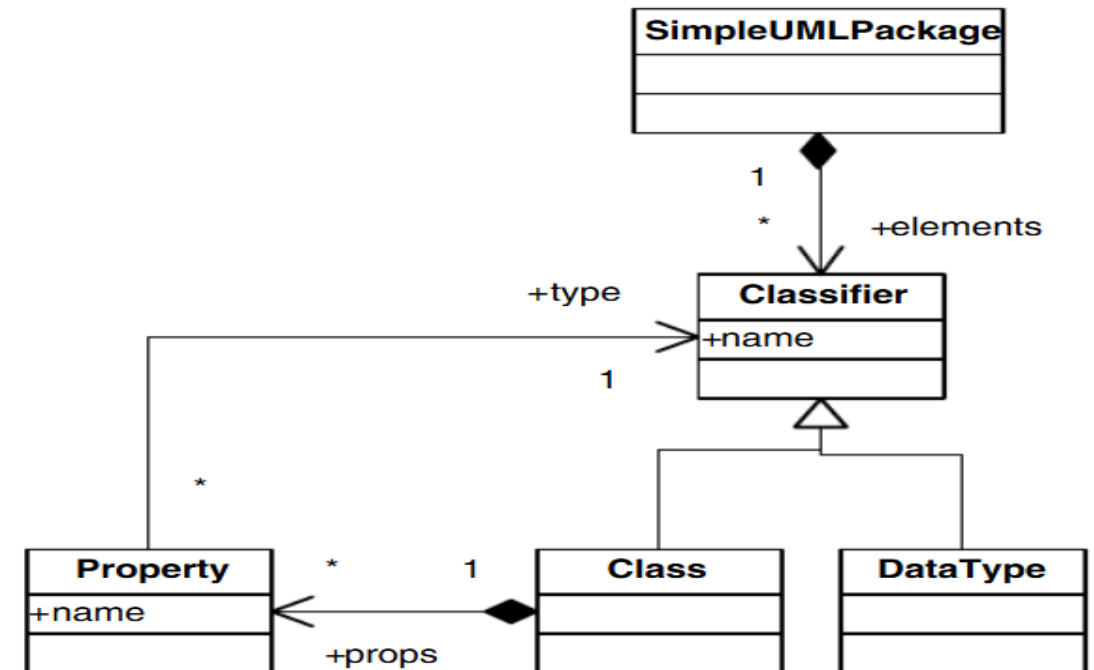 SimpleUMLPackage
1
*
+elements
+type
Classifier
+name
1
*
Property
*
1
Class
DataType
+name
+props